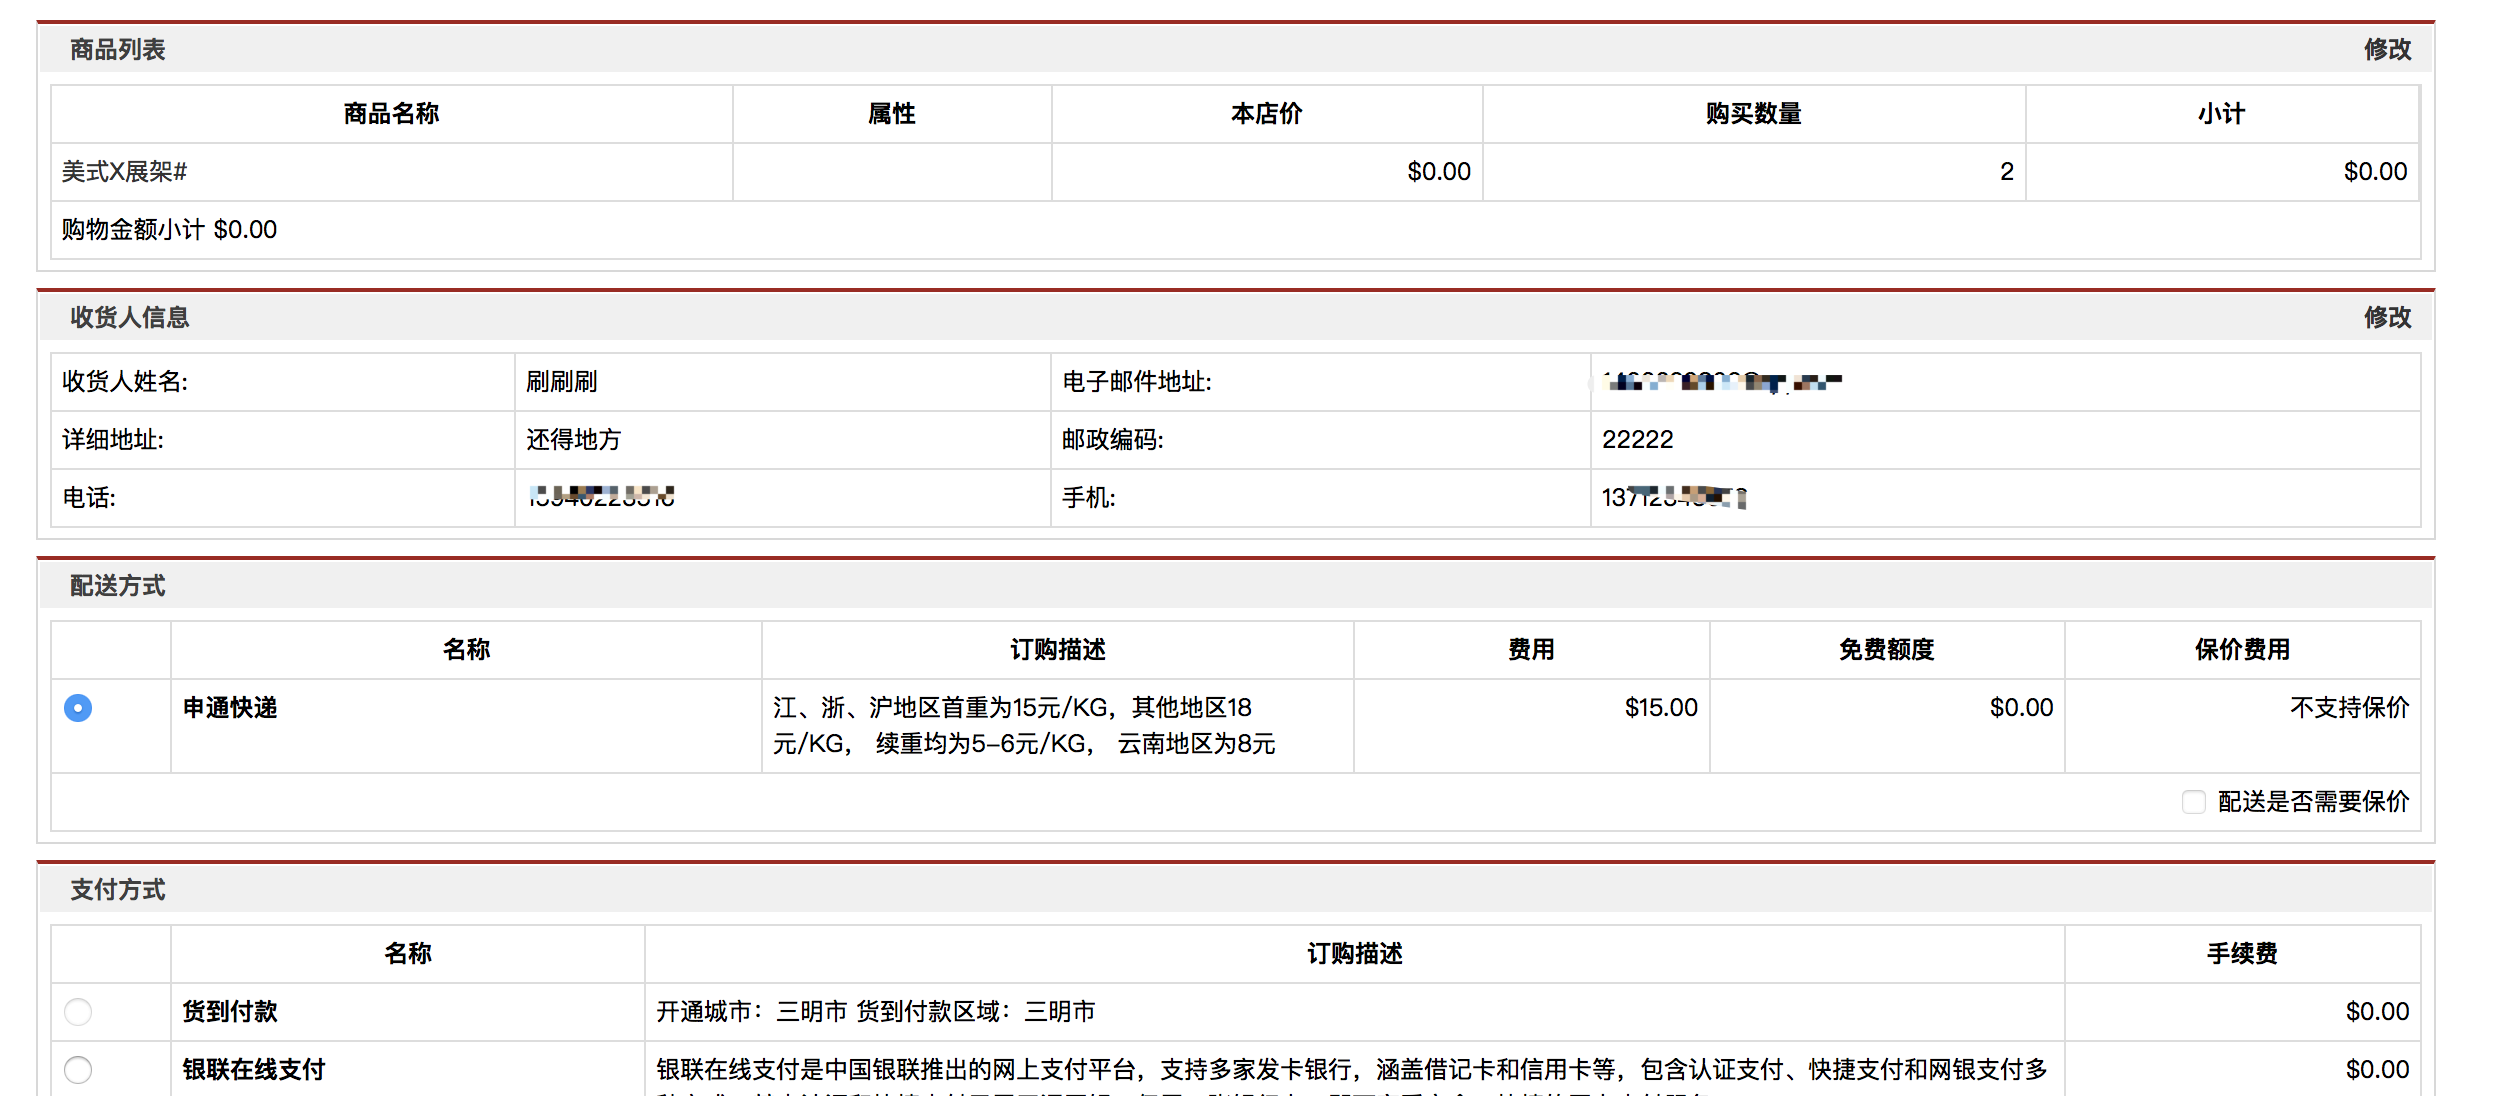 商品列表 修改
商品名称 属性 本店价 购买数量 小计
美式X展架# $0.00 2 $0.00
购物金额小计 $0.00
收货人信息 修改
收货人姓名: 刷刷刷 电子邮件地址:
详细地址: 还得地方 邮政编码: 22222
电话: 手机:
配送方式
名称 订购描述 费用 免费额度 保价费用
申通快递 江、浙、沪地区首重为15元/KG，其他地区18 $15.00 $0.00 不支持保价
元/KG， 续重均为5-6元/KG， 云南地区为8元
配送是否需要保价
支付方式
名称 订购描述 手续费
货到付款 开通城市：三明市 货到付款区域：三明市 $0.00
银联在线支付 银联在线支付是中国银联推出的网上支付平台，支持多家发卡银行，涵盖借记卡和信用卡等，包含认证支付、快捷支付和网银支付多 $0.00